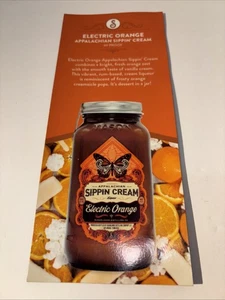 S
ELECTRIC ORANGE
APPALACHIAN SIPPIN' CREAM
Electric Orange Appalachian Sippin' Cream
combines a bright, fresh orange and
with the smooth taste of vanilla cream.
This vibrant, rum-based, cream liqueur
is reminiscent of frosty orange
creamsicle pops. It's dessert in a jar!
APPALACHIAN
SIPPIN CREAM
Electric Orange